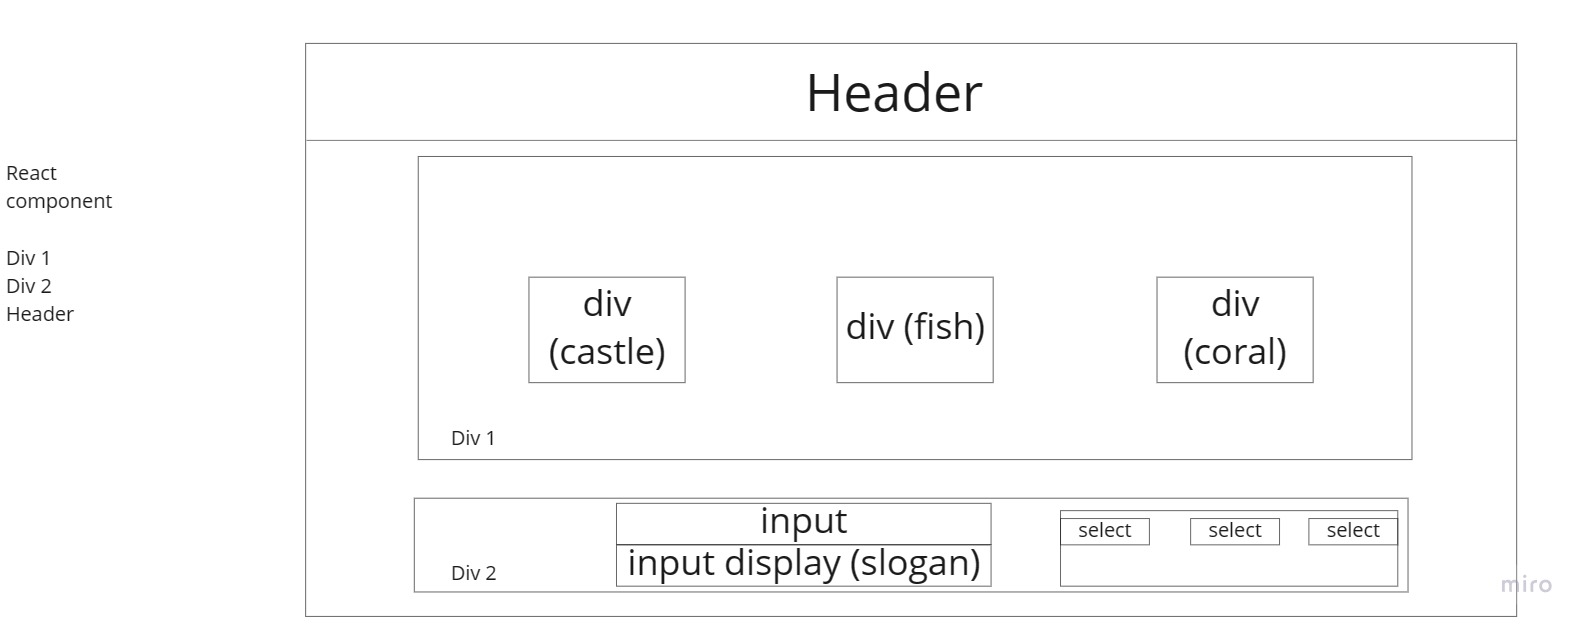 Header
React
component
Div 1
Div 2
Header
div
(castle)
div (fish)
div
(coral)
Div 1
input
input display (slogan)
select
select
select
Div 2
miro